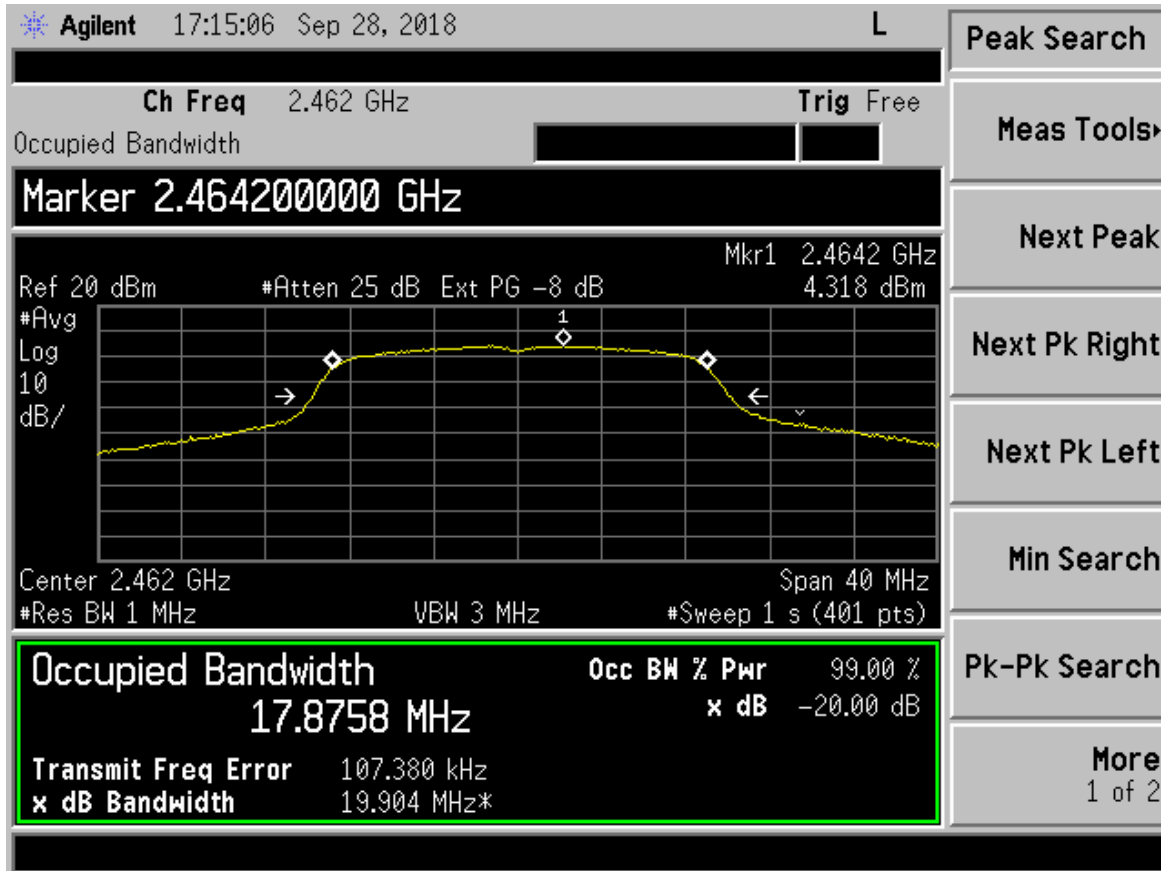 Agilent 17:15:06 Sep 28, 2018 L
Peak Search
Ch Freq 2.462 GHz Trig Free
Occupied Bandwidth
Meas Tools
Marker 2.464200000 GHz
Next Peak
Mkr1 2.4642 GHz
Ref 20 dBm #Atten 25 dB Ext PG -8 dB 4.318 dBm
#Avg
1
Log
10
dB/
Next Pk Right
Next Pk Left
Center 2.462 GHz Span 40 MHz
#Res BW 1 MHz VBW 3 MHz #Sweep 1 s (401 pts)
Min Search
Occupied Bandwidth Occ BW % Pwr 99.00 %
17.8758 MHz x dB -20.00 dB
Pk-Pk Search
Transmit Freq Error 107.380 kHz
x dB Bandwidth 19.904 MHz*
More
1 of 2